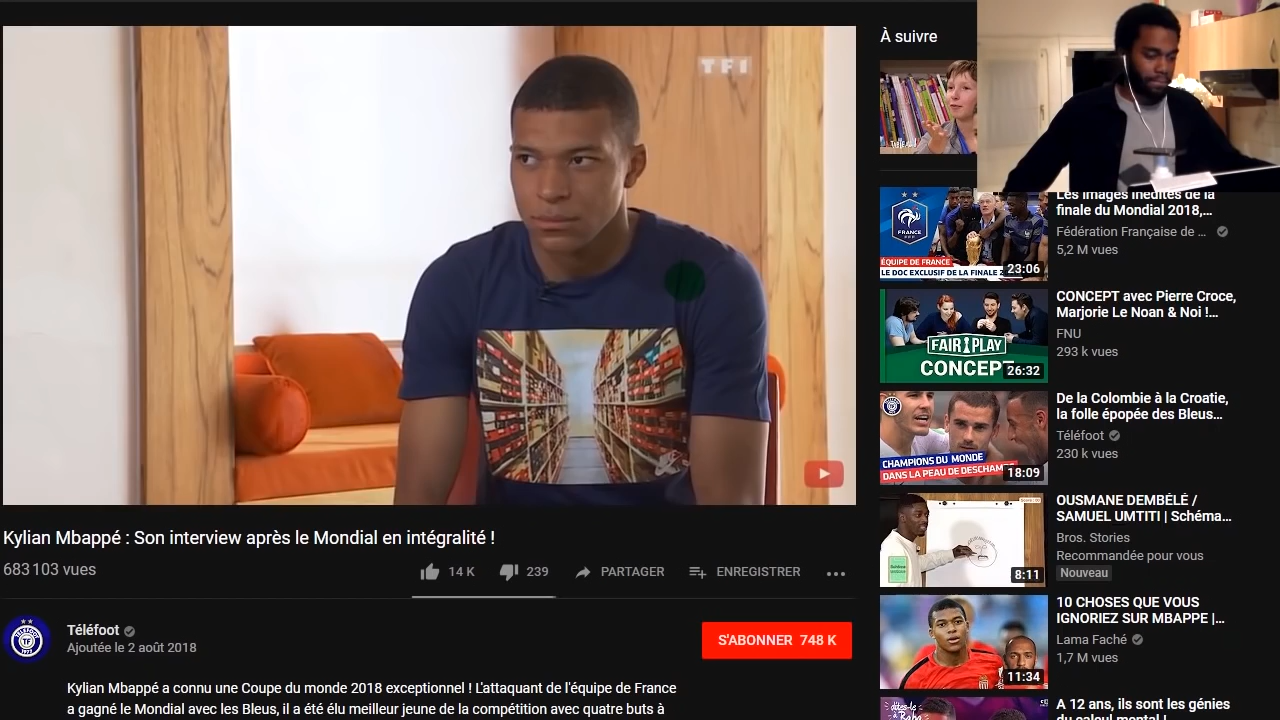 TF1
Kylian Mbappé : Son interview après le Mondial en intégralité !
683 103 vues
14 K
239
PARTAGER
ENREGISTRER
Téléfoot
Ajoutée le 2 août 2018
S'ABONNER 748 K
Kylian Mbappé a connu une Coupe du monde 2018 exceptionnel ! L'attaquant de l'équipe de France
a gagné le Mondial avec les Bleus, il a été élu meilleur jeune de la compétition avec quatre buts à
À suivre
FRANCE
ÉQUIPE DE FRANCE
LE DOC EXCLUSIF DE LA FINALE 2
23:06
Les images inédites de la
finale du Mondial 2018,...
Fédération Française de ...
5,2 M vues
FAIR PLAY
CONCEPT
26:32
CONCEPT avec Pierre Croce,
Marjorie Le Noan & Noi !...
FNU
293 k vues
CHAMPIONS DU MONDE
DANS LA PEAU DE DESCHAM
18:09
De la Colombie à la Croatie,
la folle épopée des Bleus...
Téléfoot
230 k vues
8:11
OUSMANE DEMBÉLÉ /
SAMUEL UMTITI | Schéma...
Bros. Stories
Recommandée pour vous
Nouveau
11:34
10 CHOSES QUE VOUS
IGNORIEZ SUR MBAPPE |...
Lama Faché
1,7 M vues
A 12 ans, ils sont les génies
du calcul mental !